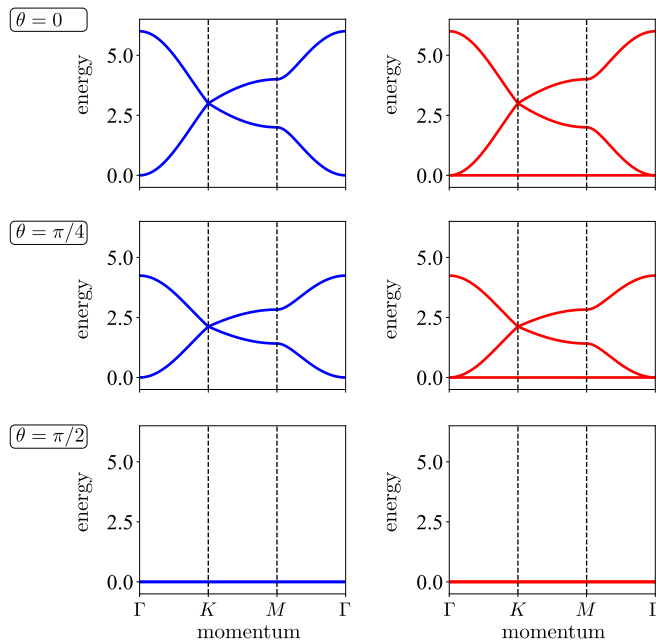 θ = 0
energy
5.0
2.5
0.0
energy
5.0
2.5
0.0
θ = π/4
energy
5.0
2.5
0.0
energy
5.0
2.5
0.0
θ = π/2
energy
5.0
2.5
0.0
Γ K M Γ
momentum
energy
5.0
2.5
0.0
Γ K M Γ
momentum